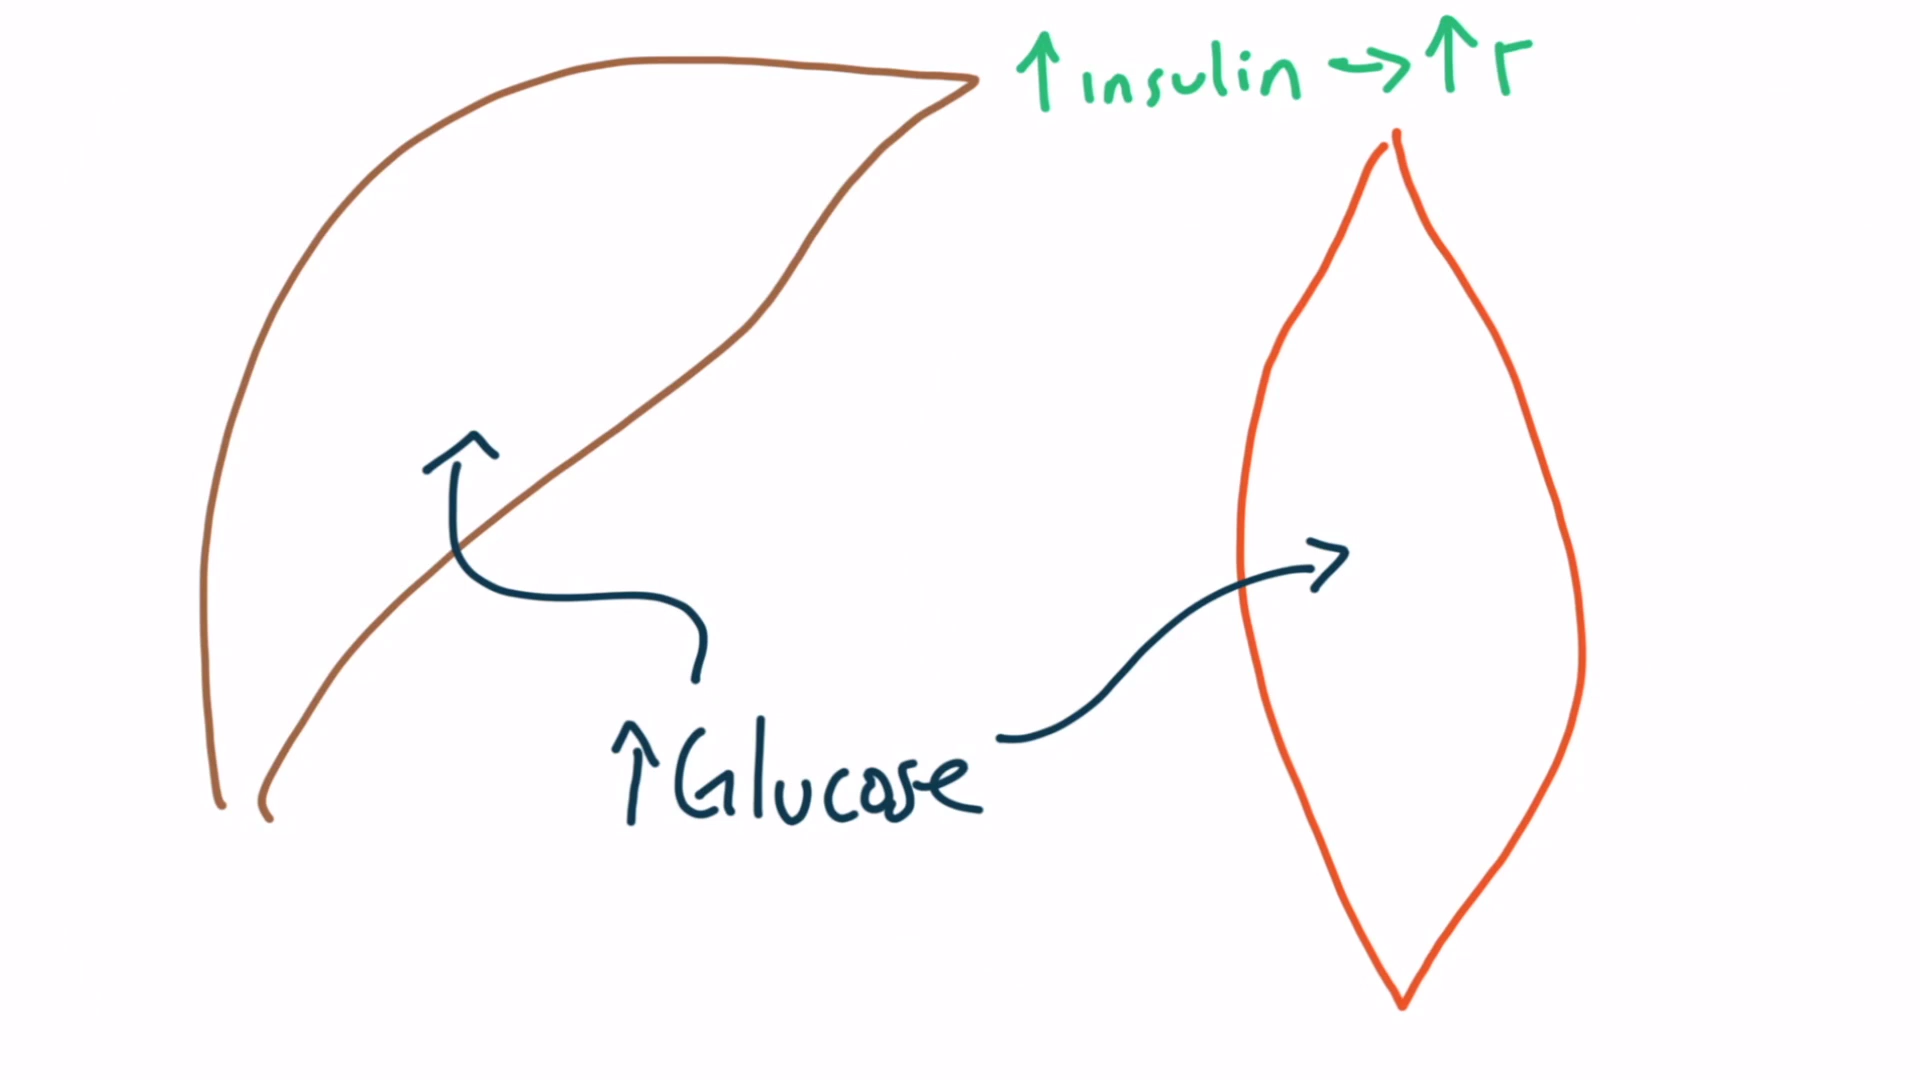 ↑ insulin → ↑ r
↑ Glucose